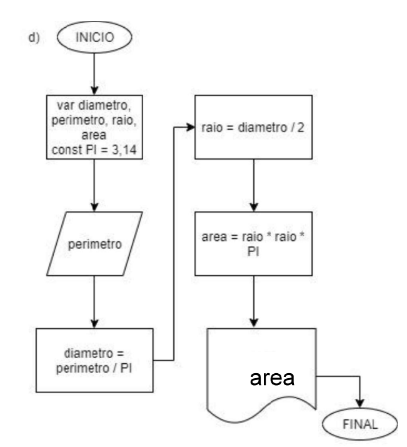 d)
INICIO
var diametro,
perimetro, raio,
area
const PI = 3,14
perimetro
diametro =
perimetro / PI
raio = diametro / 2
area = raio * raio *
PI
area
FINAL